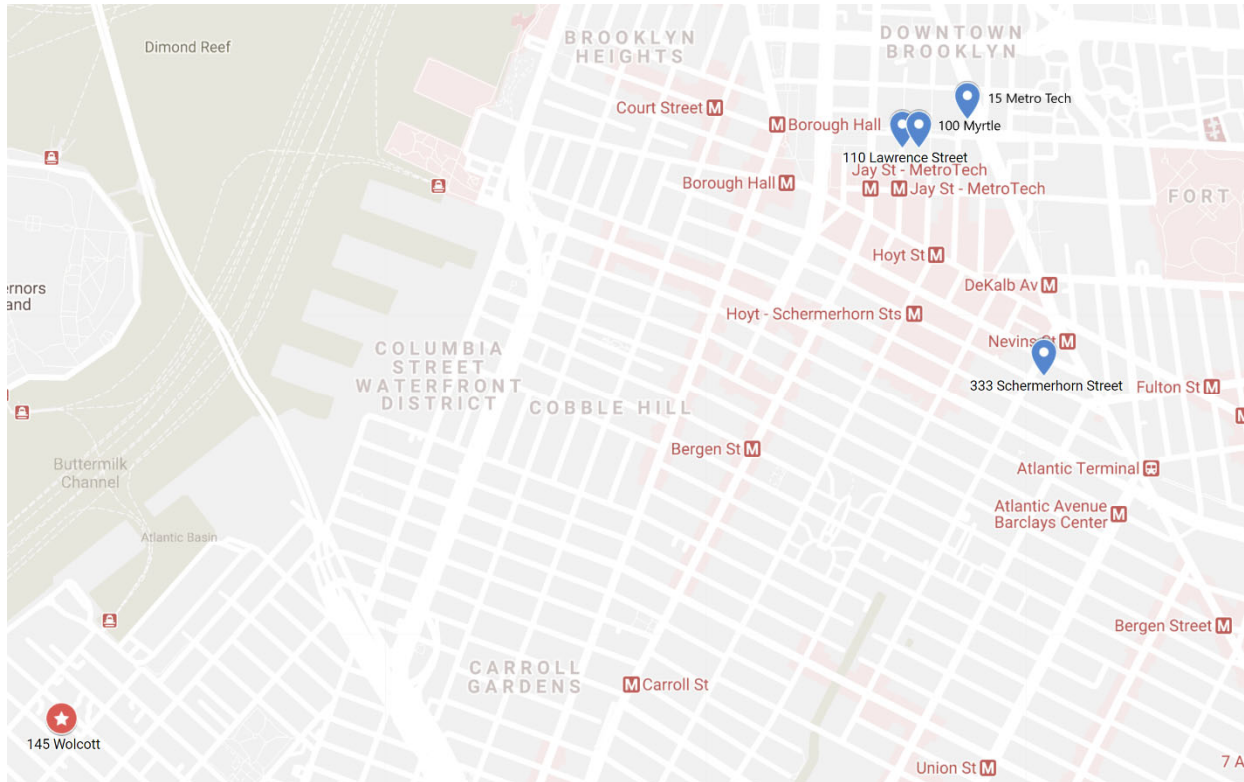 Dimond Reef
BROOKLYN
HEIGHTS
DOWNTOWN
BROOKLYN
15 Metro Tech
Court Street M
M Borough Hall
100 Myrtle
110 Lawrence Street
Jay St - MetroTech
M
Borough Hall M
M Jay St - MetroTech
FORT
Hoyt St M
ernors
and
DeKalb Av M
Hoyt - Schermerhorn Sts M
Nevins St M
COLUMBIA
STREET
WATERFRONT
DISTRICT
333 Schermerhorn Street
Fulton St M
COBBLE HILL
M
Bergen St M
Buttermilk
Channel
Atlantic Terminal
Atlantic Avenue
Barclays Center M
Atlantic Basin
Bergen Street M
CARROLL
GARDENS
M Carroll St
145 Wolcott
Union St M
7 A